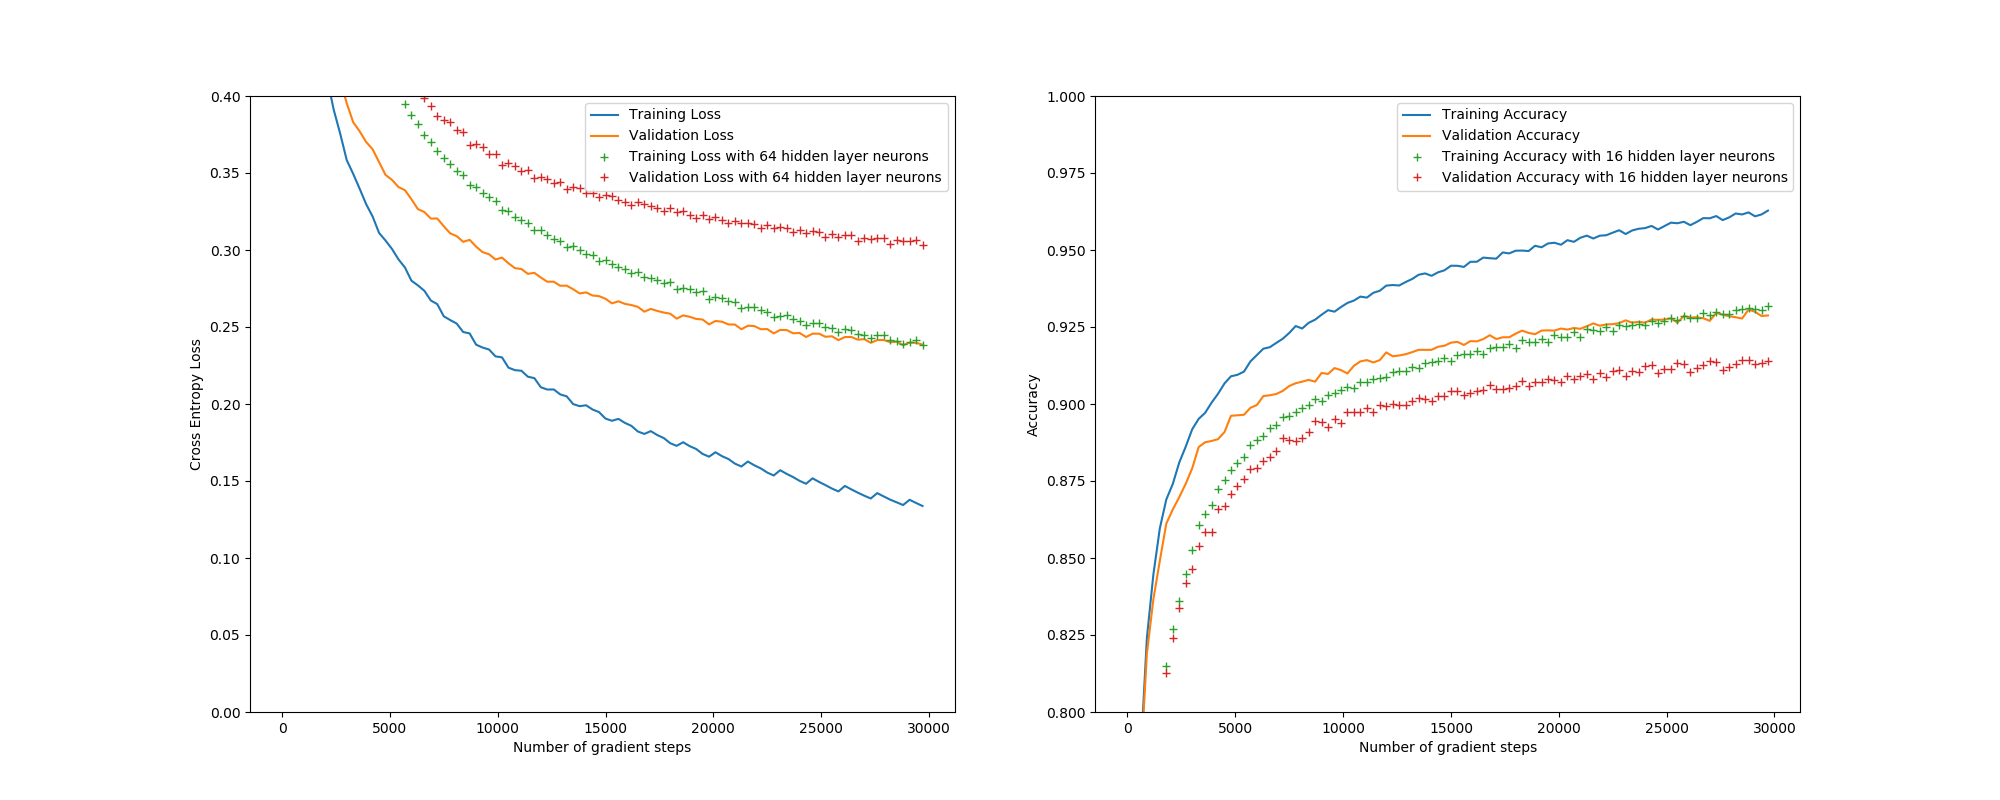 0.40
0.35
0.30
0.25
0.20
0.15
0.10
0.05
0.00
Cross Entropy Loss
Training Loss
Validation Loss
Training Loss with 64 hidden layer neurons
Validation Loss with 64 hidden layer neurons
0 5000 10000 15000 20000 25000 30000
Number of gradient steps
1.000
0.975
0.950
0.925
0.900
0.875
0.850
0.825
0.800
Accuracy
Training Accuracy
Validation Accuracy
Training Accuracy with 16 hidden layer neurons
Validation Accuracy with 16 hidden layer neurons
0 5000 10000 15000 20000 25000 30000
Number of gradient steps